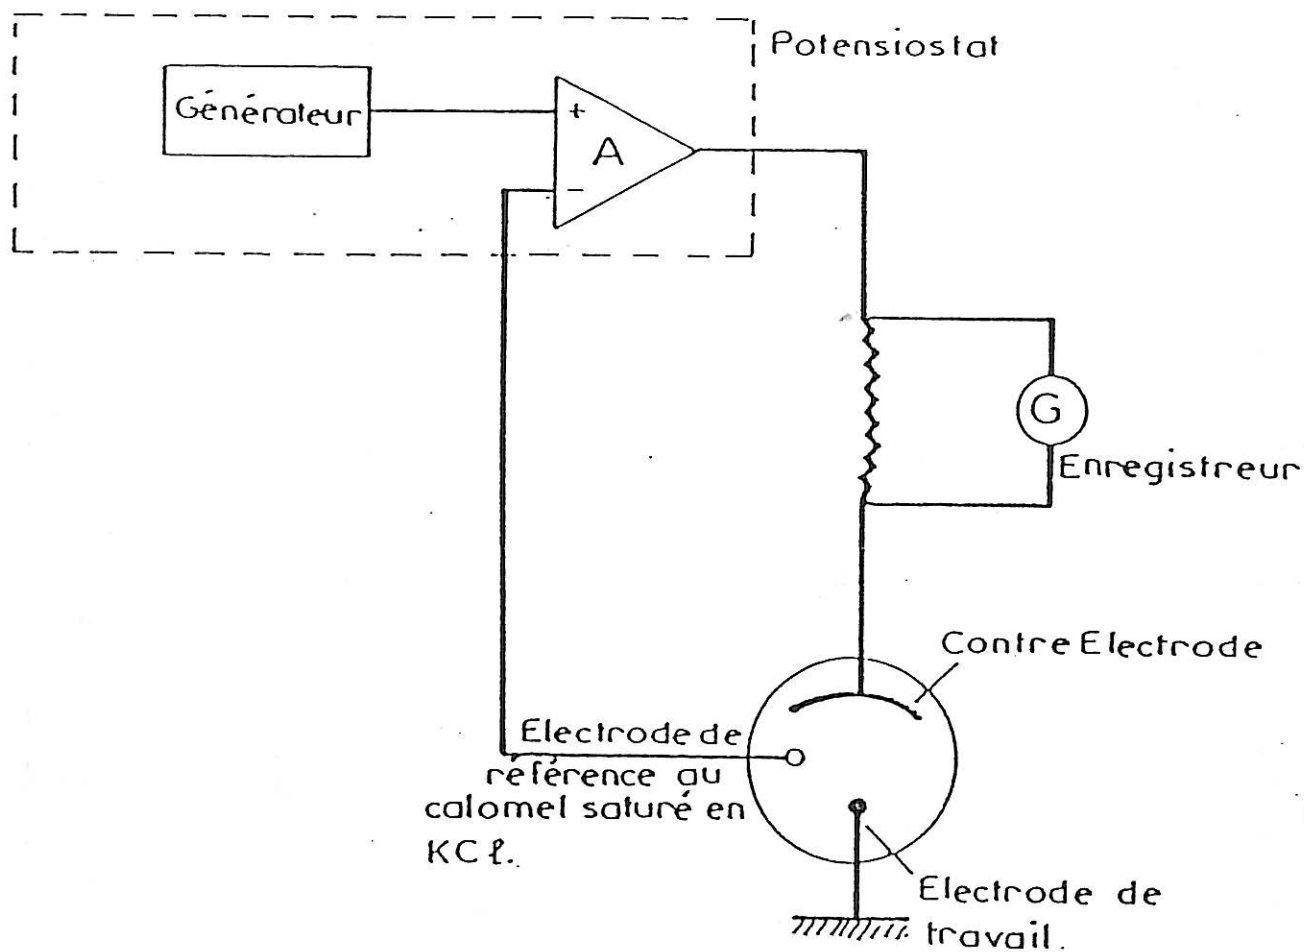 Potensiostat
Générateur
+
A
-
G
Enregistreur
Contre Electrode
Electrode de
référence au
calomel saturé en
KCl.
Electrode de
travail.